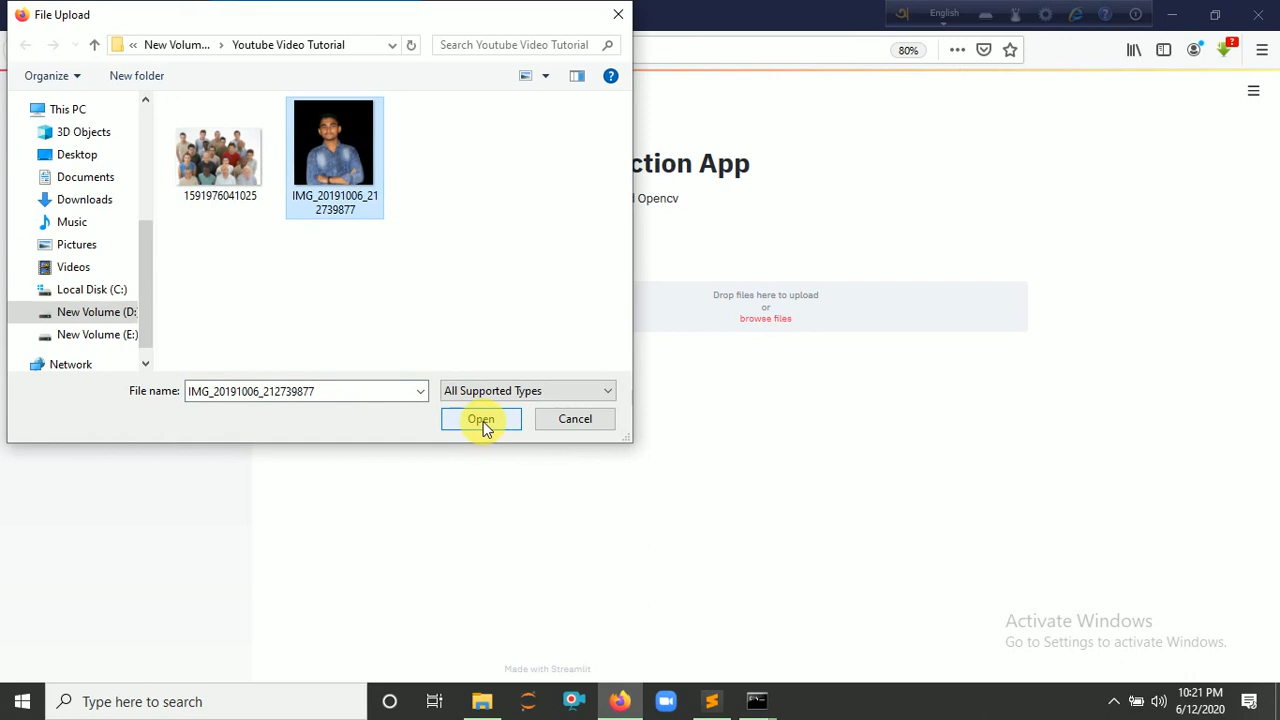 File Upload
English
New Volum... › Youtube Video Tutorial
Search Youtube Video Tutorial
80%
Organize
New folder
This PC
3D Objects
Desktop
Documents
Downloads
Music
Pictures
Videos
Local Disk (C:)
New Volume (D:
New Volume (E:)
Network
1591976041025
IMG_20191006_21
2739877
File name:
IMG_20191006_212739877
All Supported Types
Open
Cancel
ction App
Opencv
Drop files here to upload
or
browse files
Made with Streamlit
Activate Windows
Go to Settings to activate Windows.
Type here to search
10:21 PM
6/12/2020